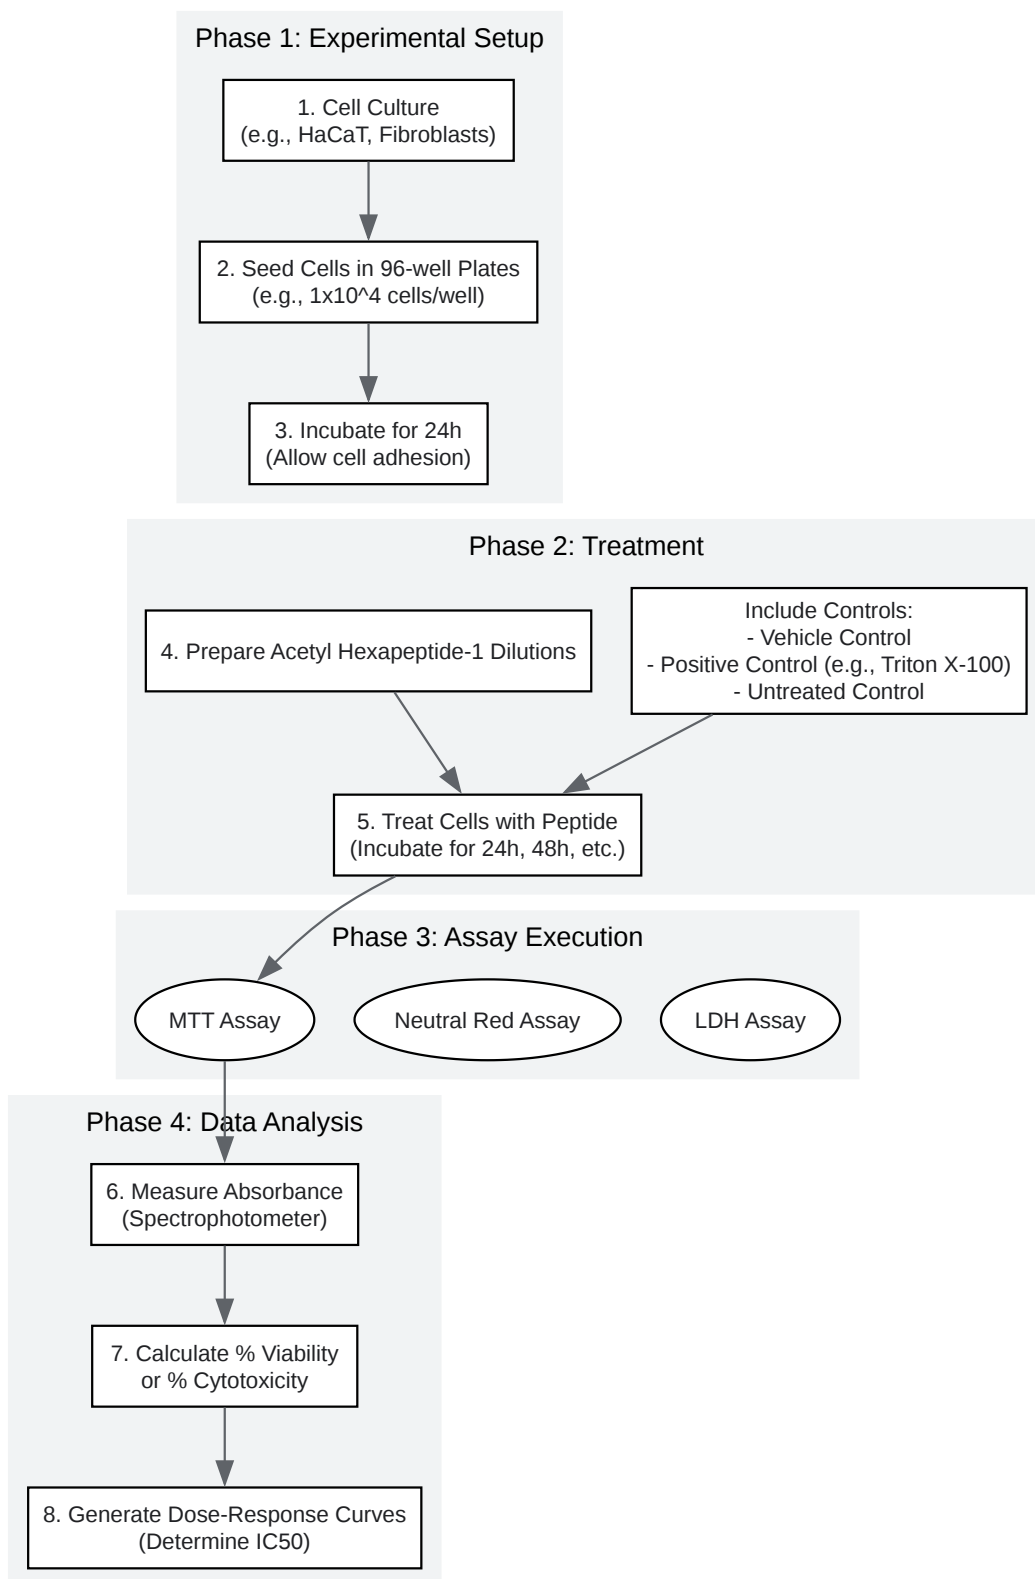 Phase 1: Experimental Setup
1. Cell Culture
(e.g., HaCaT, Fibroblasts)
2. Seed Cells in 96-well Plates
(e.g., 1x10^4 cells/well)
3. Incubate for 24h
(Allow cell adhesion)
Phase 2: Treatment
4. Prepare Acetyl Hexapeptide-1 Dilutions
Include Controls:
- Vehicle Control
- Positive Control (e.g., Triton X-100)
- Untreated Control
5. Treat Cells with Peptide
(Incubate for 24h, 48h, etc.)
Phase 3: Assay Execution
MTT Assay
Neutral Red Assay
LDH Assay
Phase 4: Data Analysis
6. Measure Absorbance
(Spectrophotometer)
7. Calculate % Viability
or % Cytotoxicity
8. Generate Dose-Response Curves
(Determine IC50)